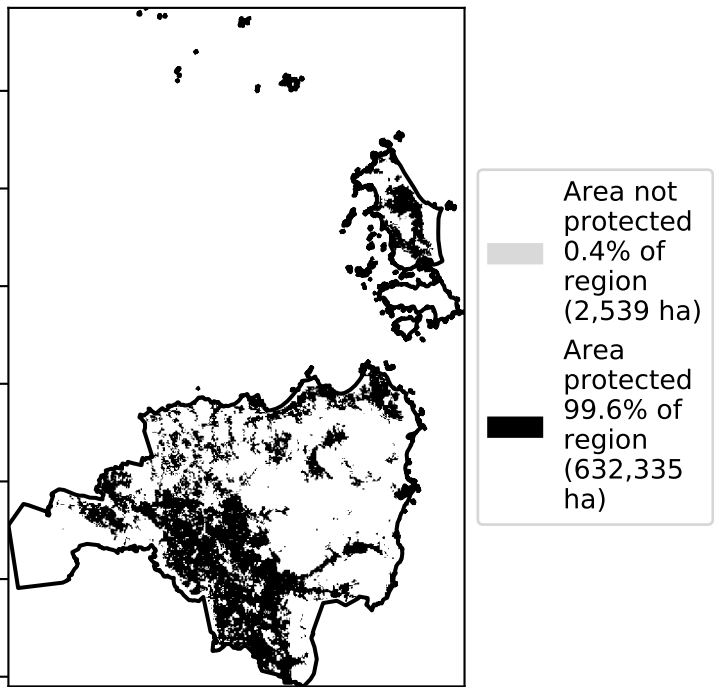 Area not
protected
0.4% of
region
(2,539 ha)
Area
protected
99.6% of
region
(632,335
ha)